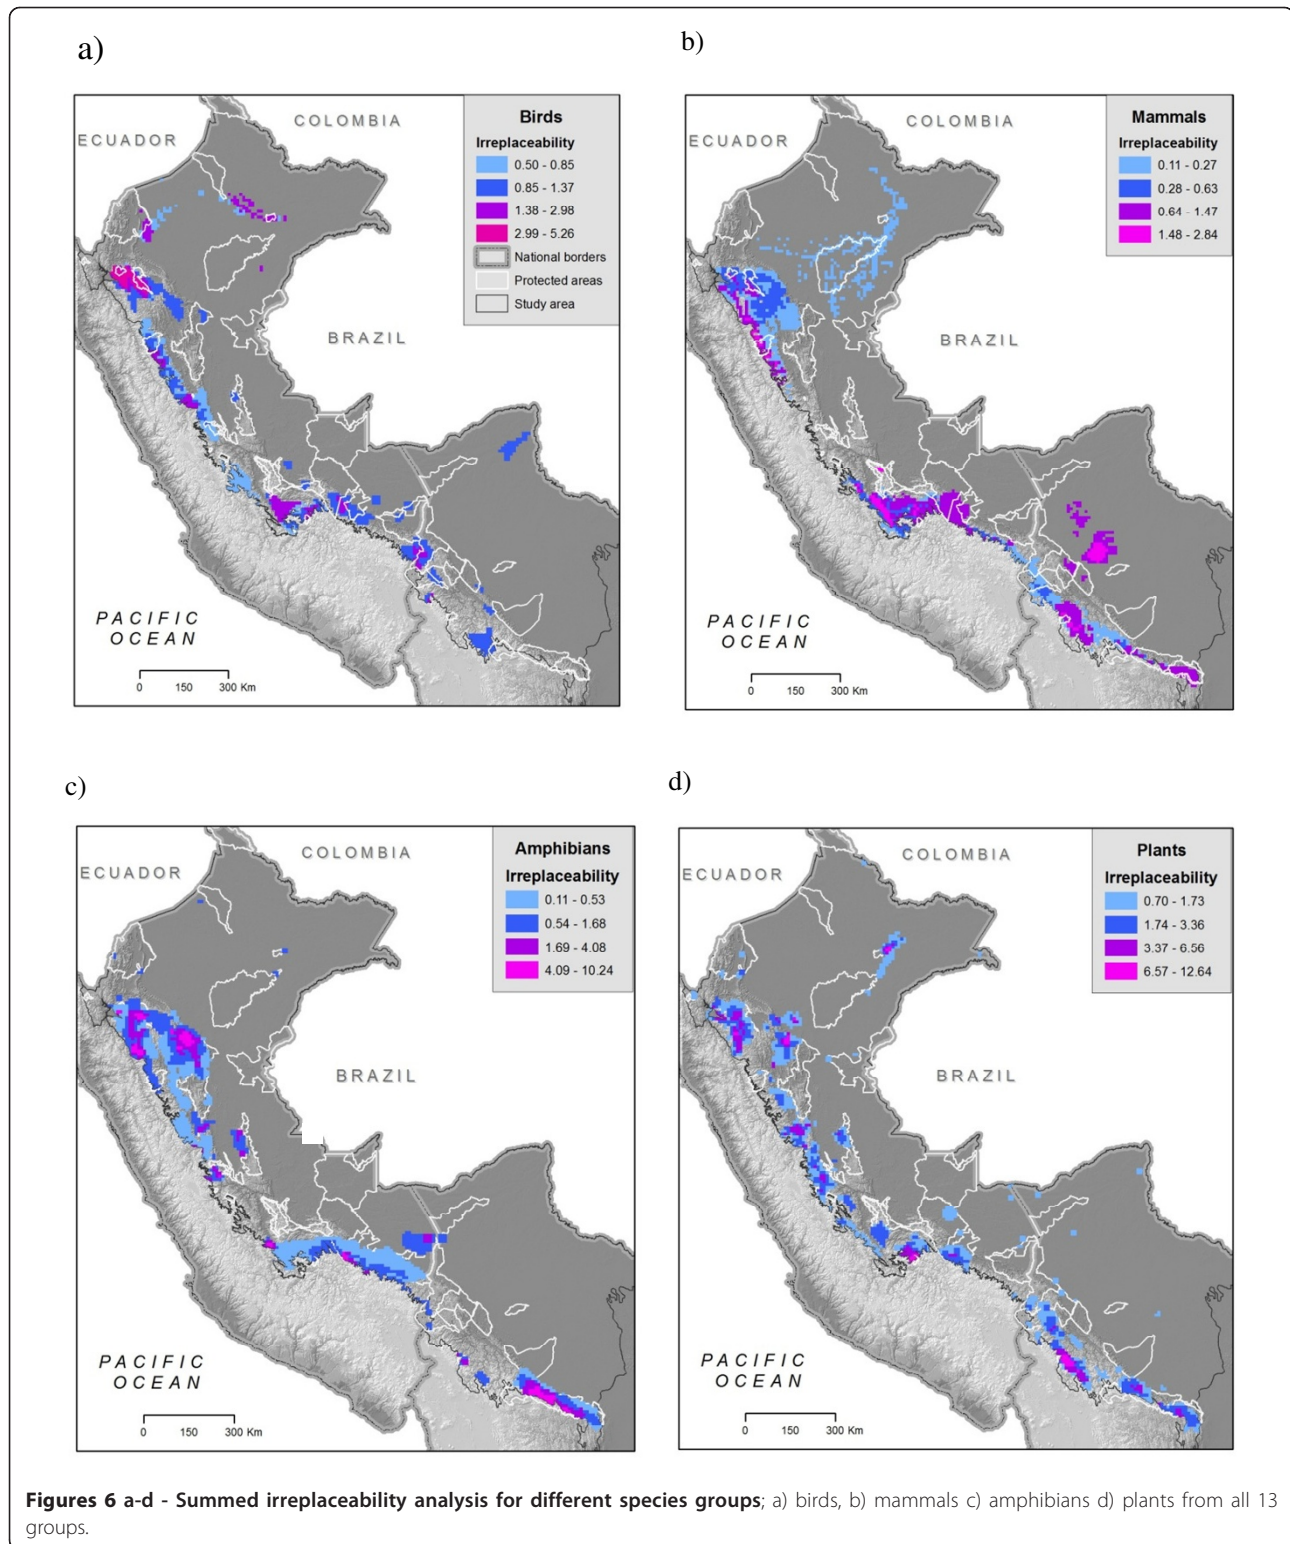 a)
COLOMBIA
ECUADOR
Birds
Irreplaceability
0.50 - 0.85
0.85 - 1.37
1.38 - 2.98
2.99 - 5.26
National borders
Protected areas
Study area
BRAZIL
PACIFIC
OCEAN
0 150 300 Km
b)
COLOMBIA
ECUADOR
Mammals
Irreplaceability
0.11 - 0.27
0.28 - 0.63
0.64 - 1.47
1.48 - 2.84
BRAZIL
PACIFIC
OCEAN
0 150 300 Km
c)
COLOMBIA
ECUADOR
Amphibians
Irreplaceability
0.11 - 0.53
0.54 - 1.68
1.69 - 4.08
4.09 - 10.24
BRAZIL
PACIFIC
OCEAN
0 150 300 Km
d)
COLOMBIA
ECUADOR
Plants
Irreplaceability
0.70 - 1.73
1.74 - 3.36
3.37 - 6.56
6.57 - 12.64
BRAZIL
PACIFIC
OCEAN
0 150 300 Km
Figures 6 a-d - Summed irreplaceability analysis for different species groups; a) birds, b) mammals c) amphibians d) plants from all 13
groups.